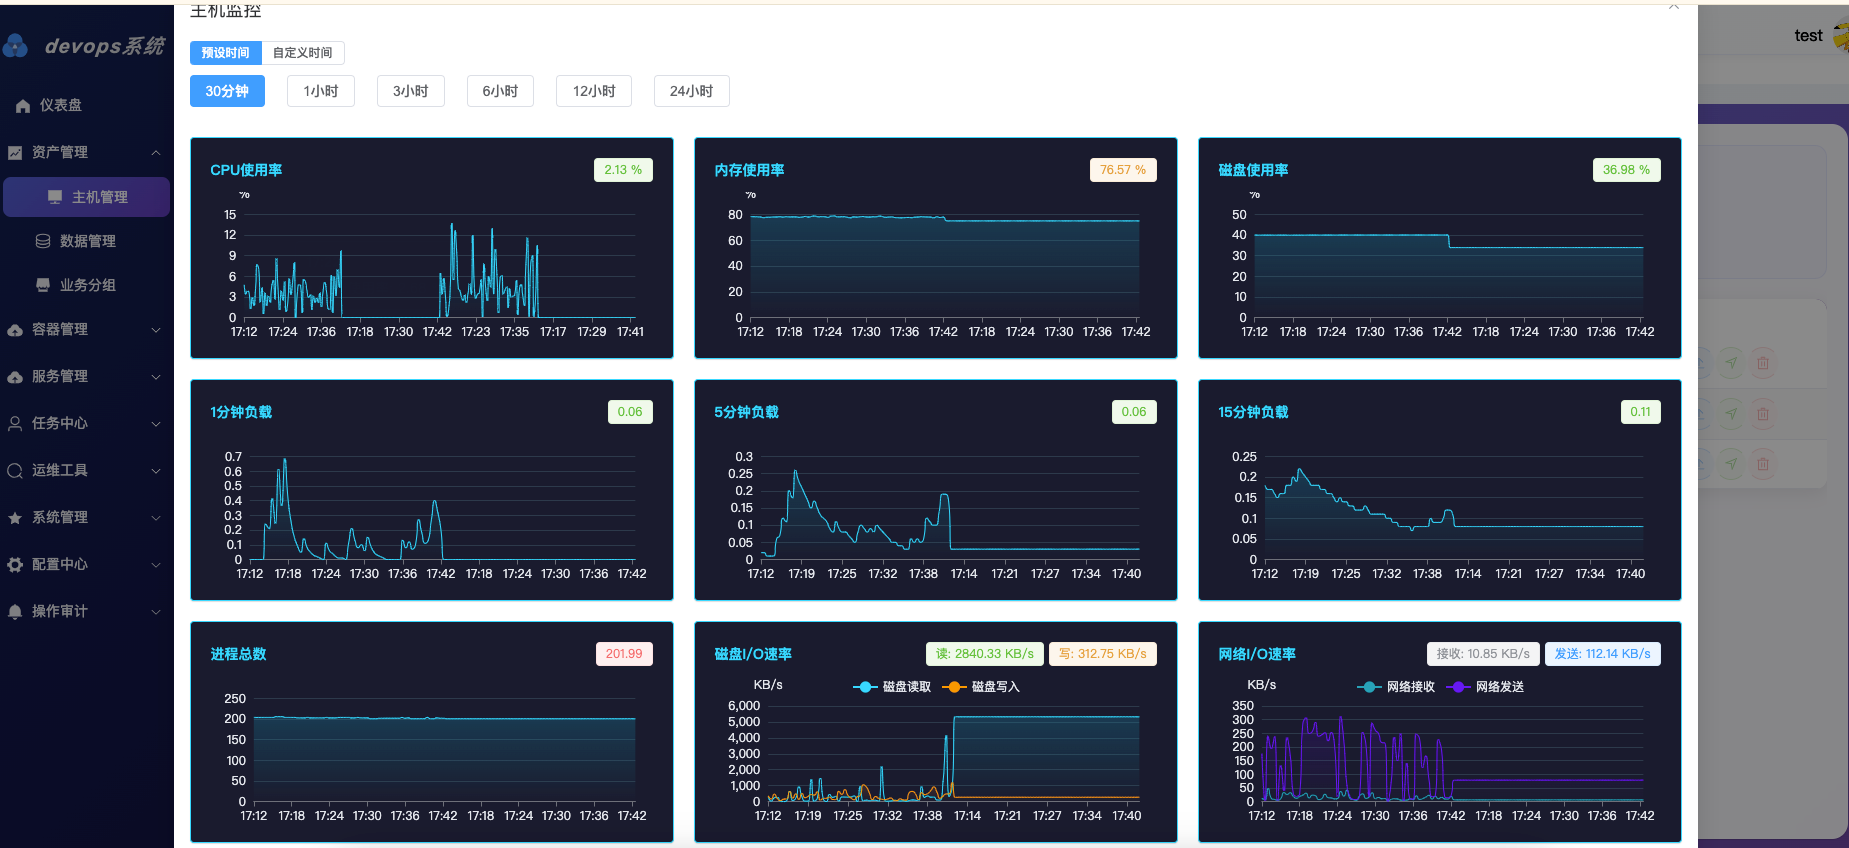 主机监控
devops系统
test
预设时间 自定义时间
30分钟 1小时 3小时 6小时 12小时 24小时
仪表盘
资产管理
主机管理
数据管理
业务分组
容器管理
服务管理
任务中心
运维工具
系统管理
配置中心
操作审计
CPU使用率 2.13 %
%
15
12
9
6
3
0
17:12 17:24 17:36 17:18 17:30 17:42 17:23 17:35 17:17 17:29 17:41
内存使用率 76.57 %
%
80
60
40
20
0
17:12 17:18 17:24 17:30 17:36 17:42 17:18 17:24 17:30 17:36 17:42
磁盘使用率 36.98 %
%
50
40
30
20
10
0
17:12 17:18 17:24 17:30 17:36 17:42 17:18 17:24 17:30 17:36 17:42
1分钟负载 0.06
0.7
0.6
0.5
0.4
0.3
0.2
0.1
0
17:12 17:18 17:24 17:30 17:36 17:42 17:18 17:24 17:30 17:36 17:42
5分钟负载 0.06
0.3
0.25
0.2
0.15
0.1
0.05
0
17:12 17:19 17:25 17:32 17:38 17:14 17:21 17:27 17:34 17:40
15分钟负载 0.11
0.25
0.2
0.15
0.1
0.05
0
17:12 17:19 17:25 17:32 17:38 17:14 17:21 17:27 17:34 17:40
进程总数 201.99
250
200
150
100
50
0
17:12 17:18 17:24 17:30 17:36 17:42 17:18 17:24 17:30 17:36 17:42
磁盘I/O速率 读: 2840.33 KB/s 写: 312.75 KB/s
KB/s 磁盘读取 磁盘写入
6,000
5,000
4,000
3,000
2,000
1,000
0
17:12 17:19 17:25 17:32 17:38 17:14 17:21 17:27 17:34 17:40
网络I/O速率 接收: 10.85 KB/s 发送: 112.14 KB/s
KB/s 网络接收 网络发送
350
300
250
200
150
100
50
0
17:12 17:18 17:24 17:30 17:36 17:42 17:18 17:24 17:30 17:36 17:42